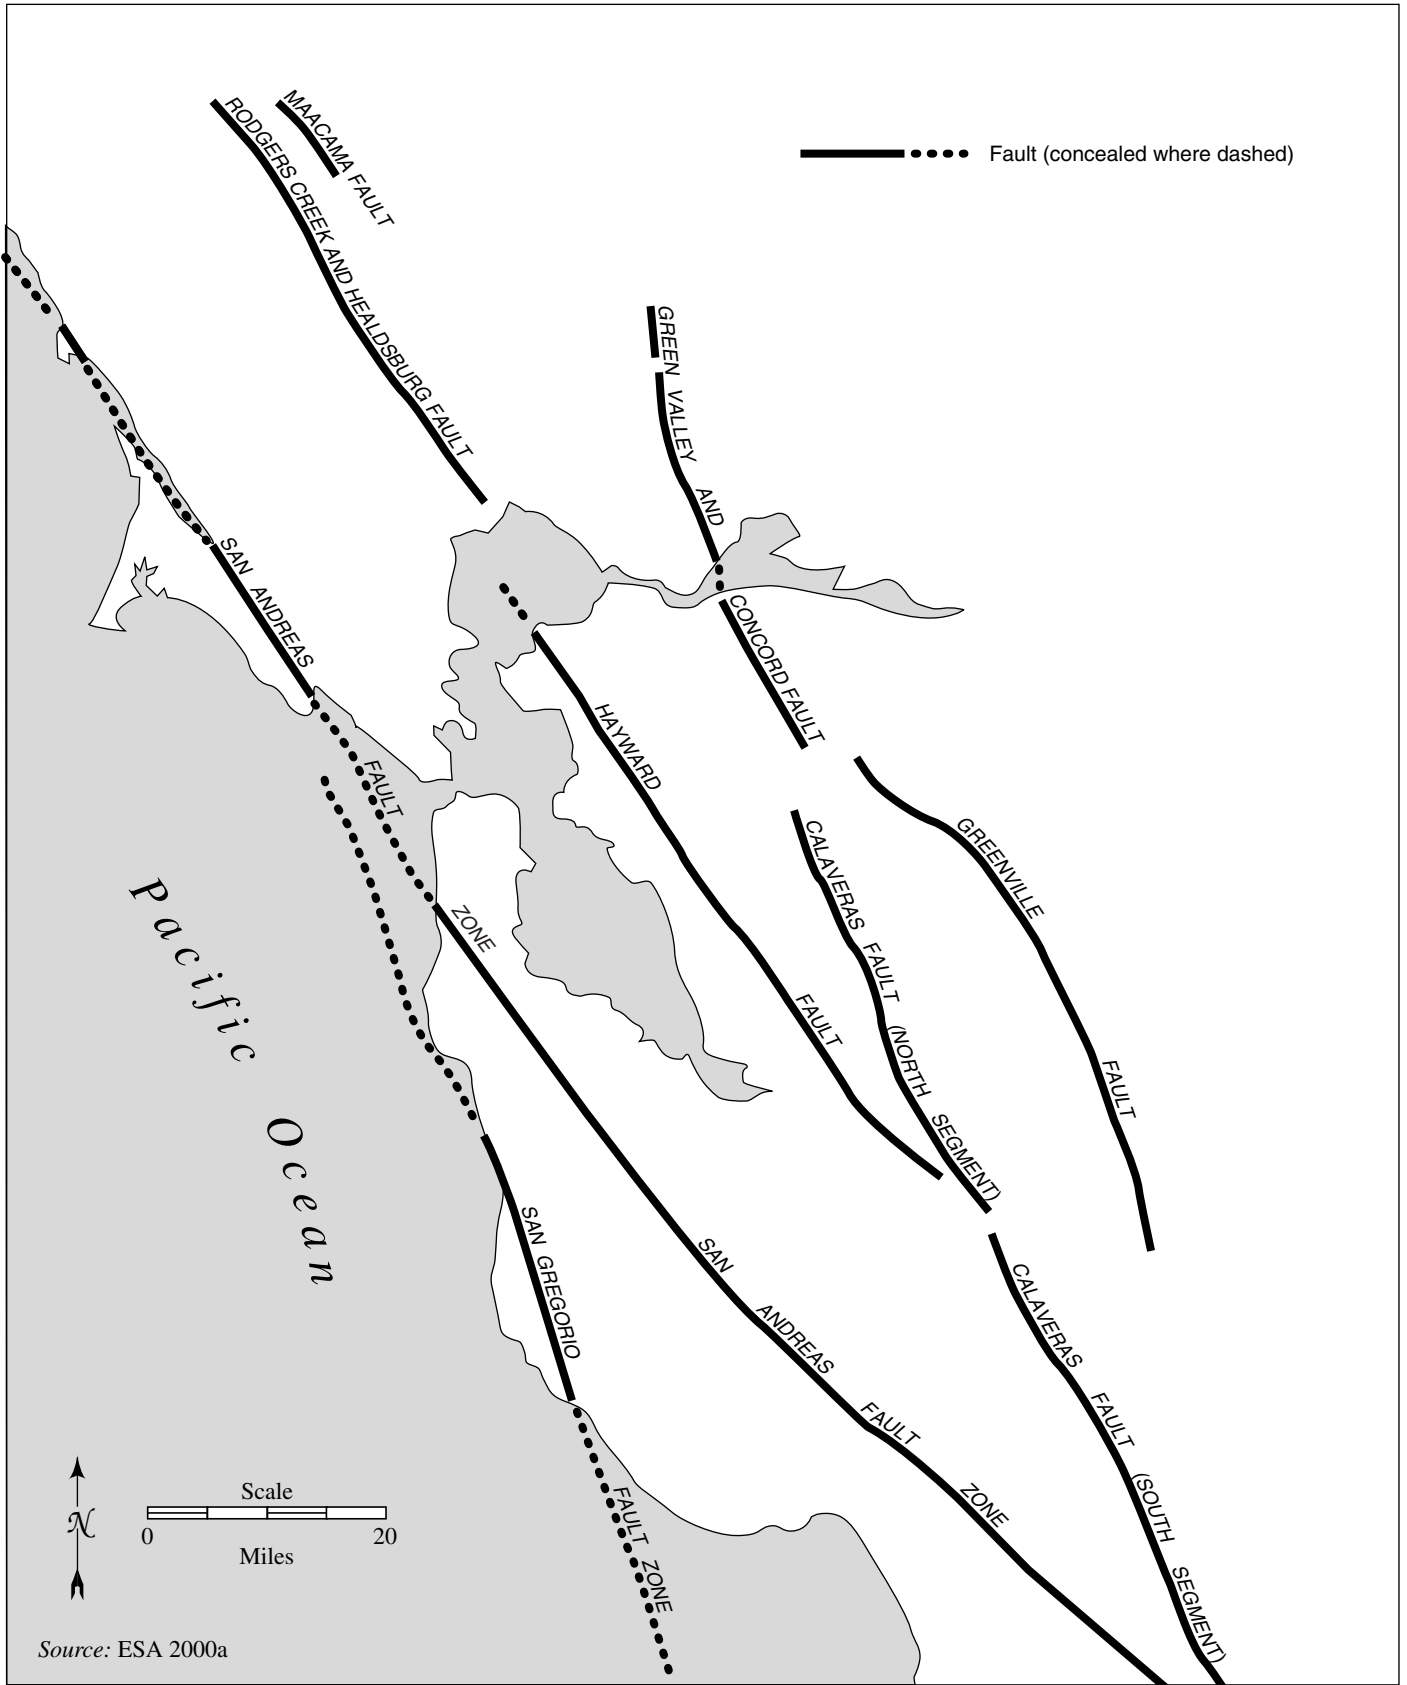 MAACAMA FAULT
RODGERS CREEK AND HEALDSBURG FAULT
Fault (concealed where dashed)
GREEN VALLEY AND
CONCORD FAULT
SAN ANDREAS
FAULT
ZONE
HAYWARD
FAULT
GREENVILLE
FAULT
CALAVERAS FAULT (NORTH SEGMENT)
Pacific
Ocean
SAN GREGORIO
FAULT ZONE
SAN
ANDREAS
FAULT
ZONE
CALAVERAS FAULT (SOUTH SEGMENT)
N
Scale
0 20
Miles
Source: ESA 2000a